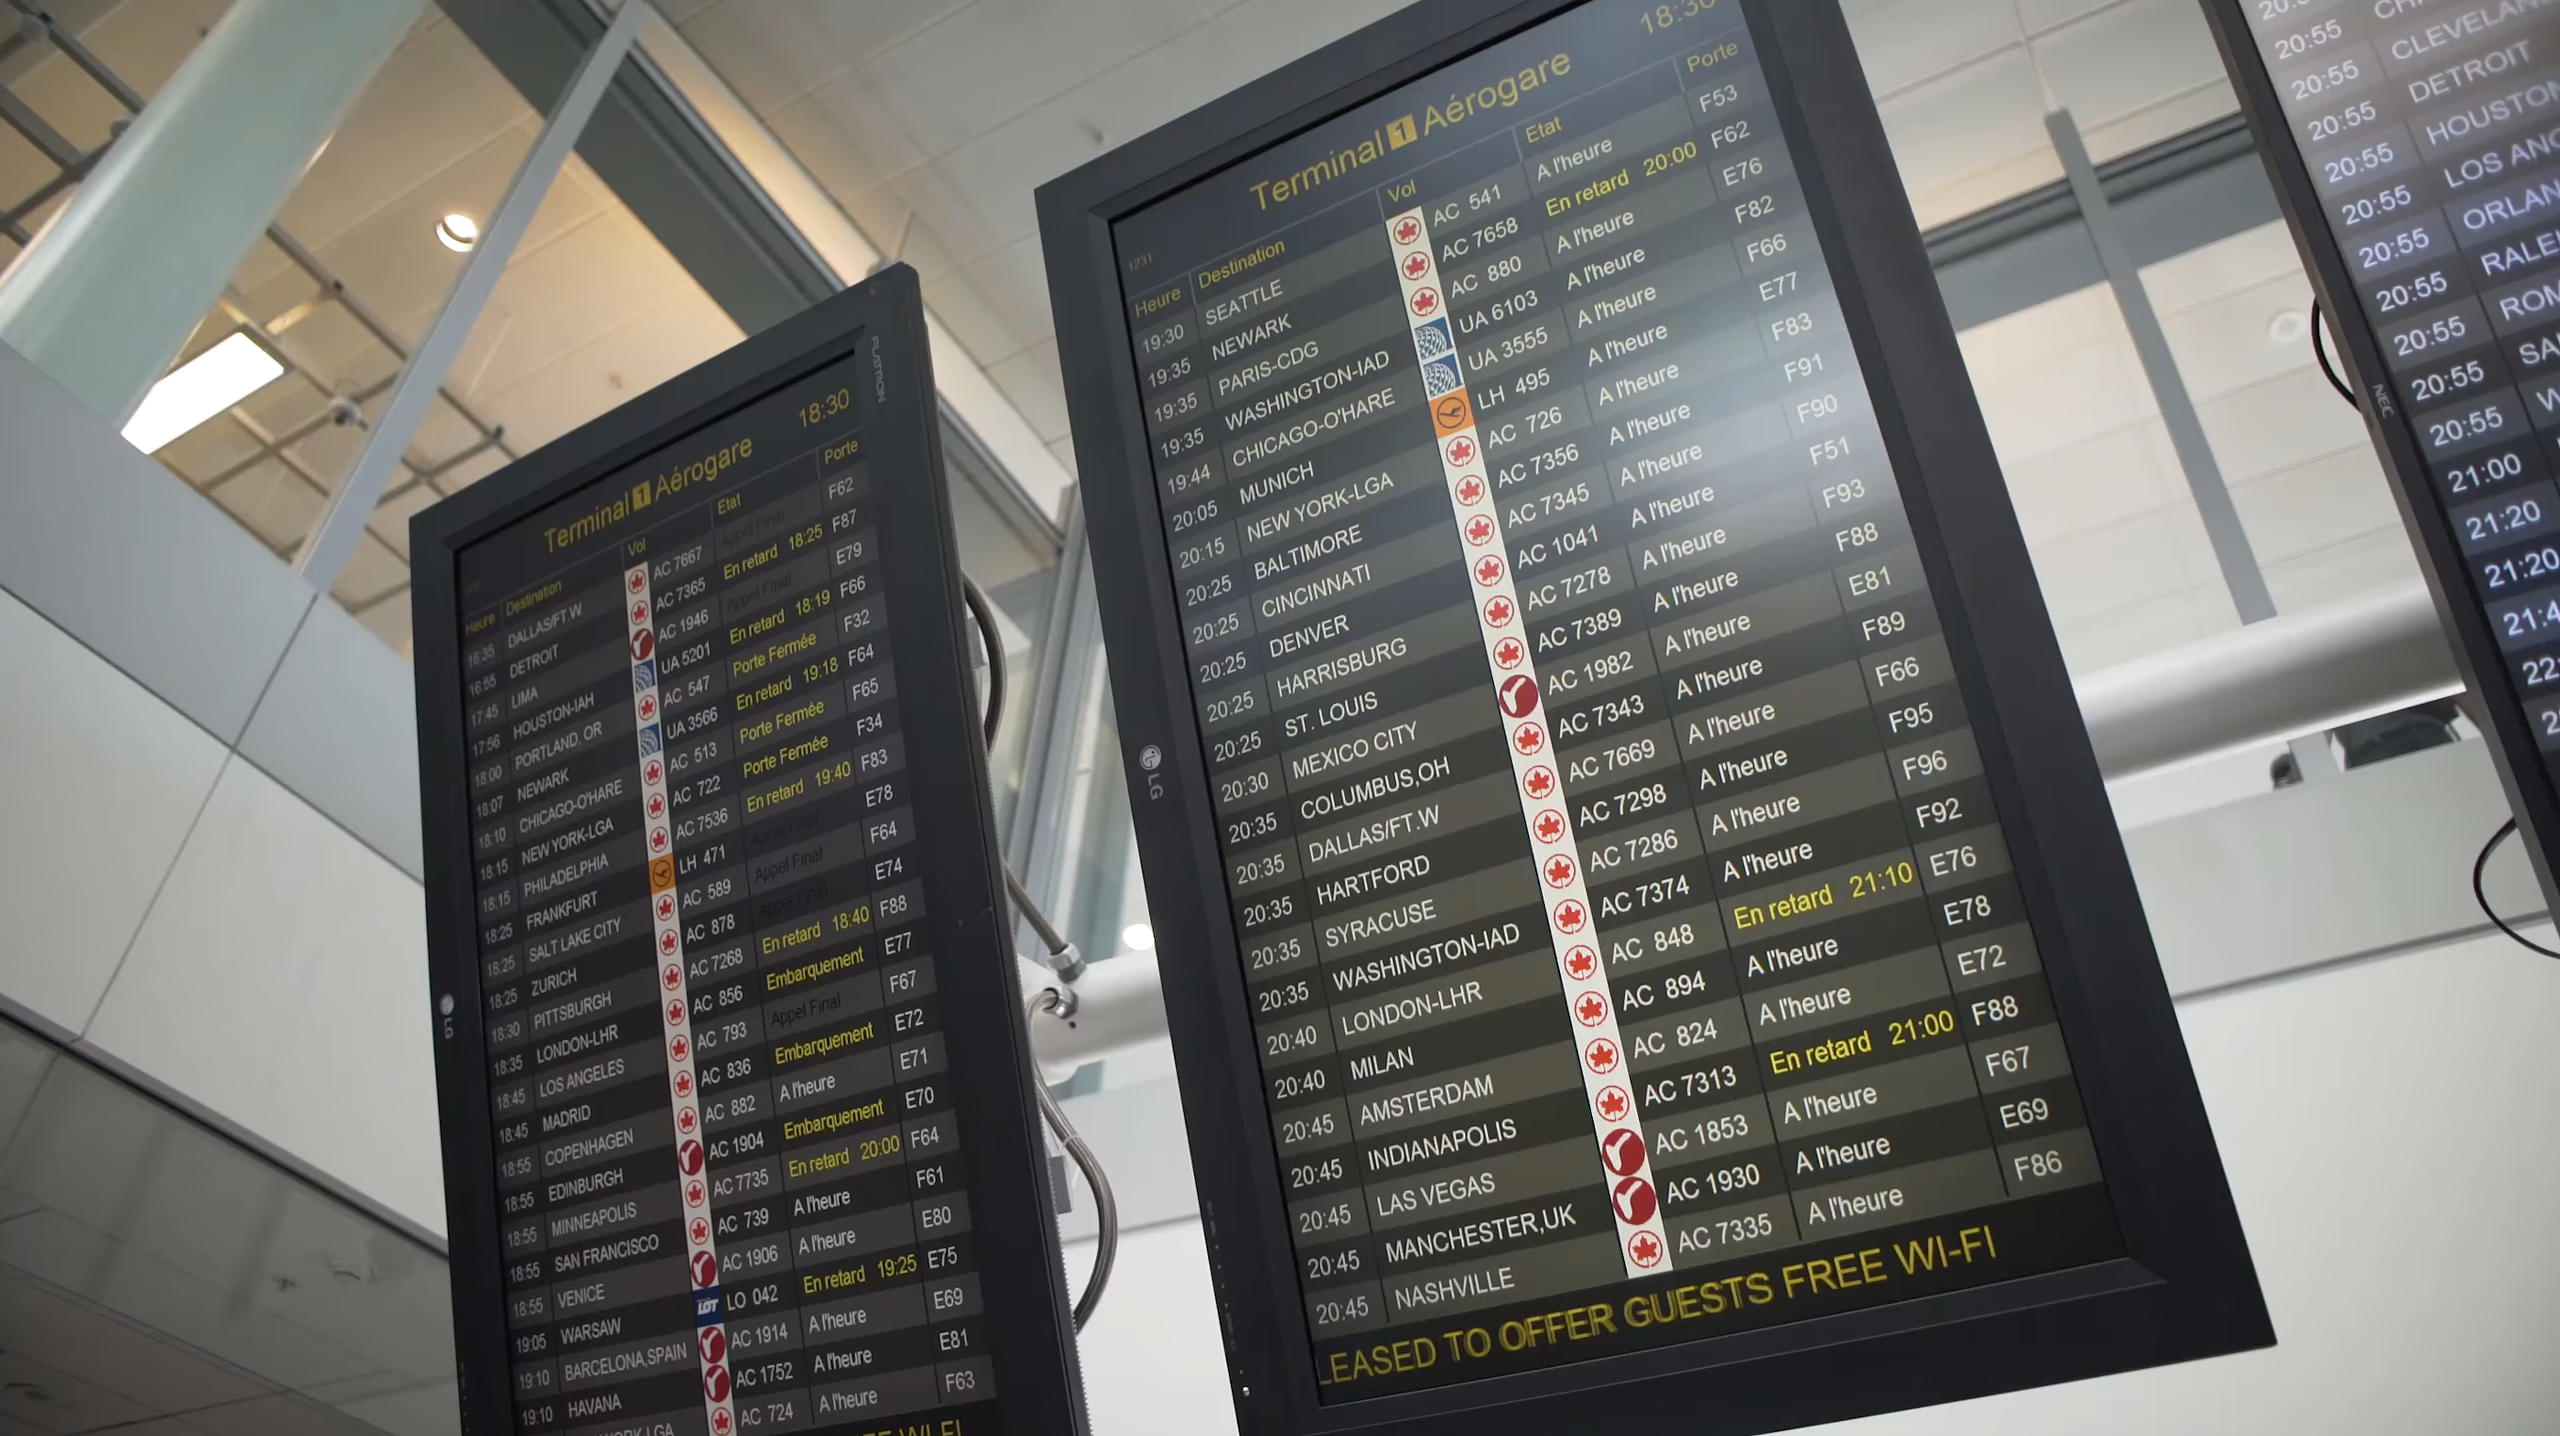 Terminal 1 Aérogare 18:30
Heure Destination Vol Etat Porte
16:35 DALLAS/FT.W AC 7667 Appel Final F62
16:55 DETROIT AC 7365 En retard 18:25 F87
17:45 LIMA AC 1946 Appel Final E79
17:56 HOUSTON-IAH UA 5201 En retard 18:19 F66
18:00 PORTLAND, OR AC 547 Porte Fermée F32
18:07 NEWARK UA 3566 En retard 19:18 F64
18:10 CHICAGO-O'HARE AC 513 Porte Fermée F65
18:15 NEW YORK-LGA AC 722 Porte Fermée F34
18:15 PHILADELPHIA AC 7536 En retard 19:40 F83
18:25 FRANKFURT LH 471 Appel Final E78
18:25 SALT LAKE CITY AC 589 Appel Final F64
18:25 ZURICH AC 878 Appel Final E74
18:30 PITTSBURGH AC 7268 En retard 18:40 F88
18:35 LONDON-LHR AC 856 Embarquement E77
18:45 LOS ANGELES AC 793 Appel Final F67
18:45 MADRID AC 836 Embarquement E72
18:55 COPENHAGEN AC 882 A l'heure E71
18:55 EDINBURGH AC 1904 Embarquement E70
18:55 MINNEAPOLIS AC 7735 En retard 20:00 F64
18:55 SAN FRANCISCO AC 739 A l'heure F61
18:55 VENICE AC 1906 A l'heure E80
19:05 WARSAW LOT LO 042 En retard 19:25 E75
19:10 BARCELONA,SPAIN AC 1914 A l'heure E69
19:10 HAVANA AC 1752 A l'heure E81
YORK-LGA AC 724 A l'heure F63
WI-FI
LG
FLATRON
Terminal 1 Aérogare 18:30
1231
Heure Destination Vol Etat Porte
19:30 SEATTLE AC 541 A l'heure F53
19:35 NEWARK AC 7658 En retard 20:00 F62
19:35 PARIS-CDG AC 880 A l'heure E76
19:35 WASHINGTON-IAD UA 6103 A l'heure F82
19:44 CHICAGO-O'HARE UA 3555 A l'heure F66
20:05 MUNICH LH 495 A l'heure E77
20:15 NEW YORK-LGA AC 726 A l'heure F83
20:25 BALTIMORE AC 7356 A l'heure F91
20:25 CINCINNATI AC 7345 A l'heure F90
20:25 DENVER AC 1041 A l'heure F51
20:25 HARRISBURG AC 7278 A l'heure F93
20:25 ST. LOUIS AC 7389 A l'heure F88
20:30 MEXICO CITY AC 1982 A l'heure E81
20:35 COLUMBUS,OH AC 7343 A l'heure F89
20:35 DALLAS/FT.W AC 7669 A l'heure F66
20:35 HARTFORD AC 7298 A l'heure F95
20:35 SYRACUSE AC 7286 A l'heure F96
20:35 WASHINGTON-IAD AC 7374 A l'heure F92
20:40 LONDON-LHR AC 848 En retard 21:10 E76
20:40 MILAN AC 894 A l'heure E78
20:45 AMSTERDAM AC 824 A l'heure E72
20:45 INDIANAPOLIS AC 7313 En retard 21:00 F88
20:45 LAS VEGAS AC 1853 A l'heure F67
20:45 MANCHESTER,UK AC 1930 A l'heure E69
20:45 NASHVILLE AC 7335 A l'heure F86
LEASED TO OFFER GUESTS FREE WI-FI
LG
20:55 CH
20:55 CLEVELAN
20:55 DETROIT
20:55 HOUSTON
20:55 LOS ANG
20:55 ORLAN
20:55 RALE
20:55 ROM
20:55 SA
20:55 W
21:00
21:20
21:20
21:4
22:
NEC